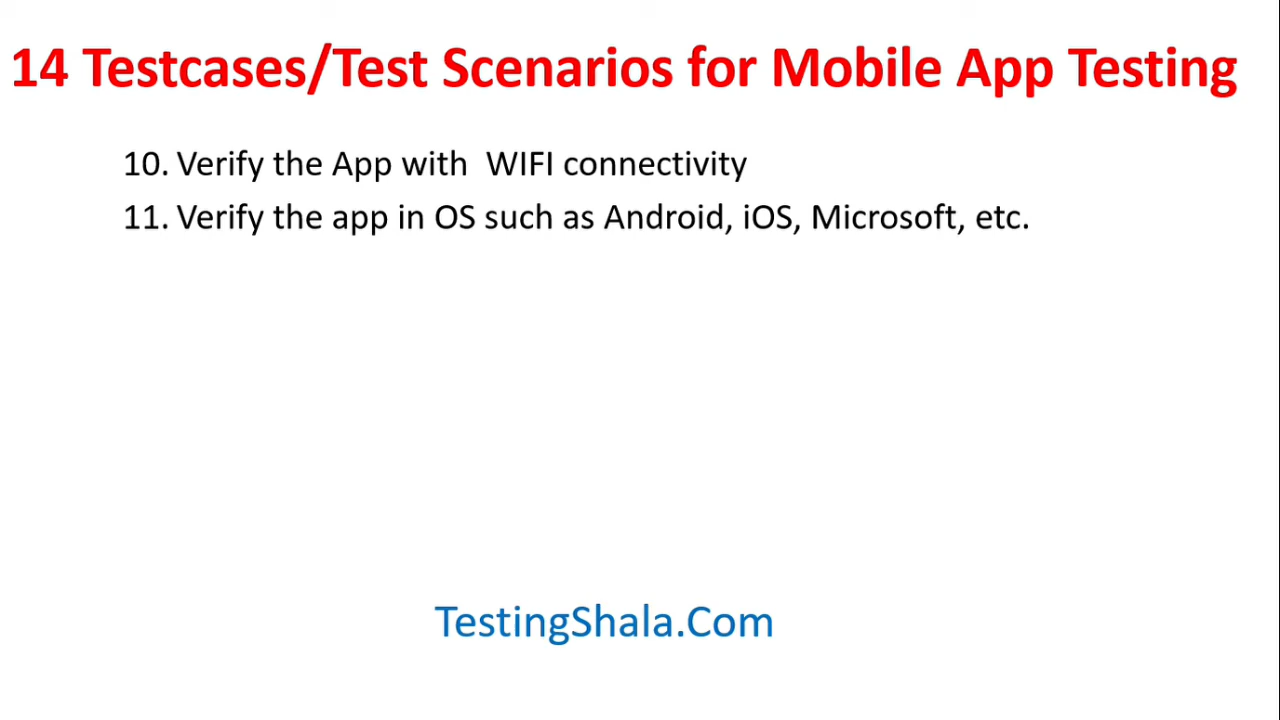 14 Testcases/Test Scenarios for Mobile App Testing
10. Verify the App with  WIFI connectivity
11. Verify the app in OS such as Android, iOS, Microsoft, etc.
TestingShala.Com